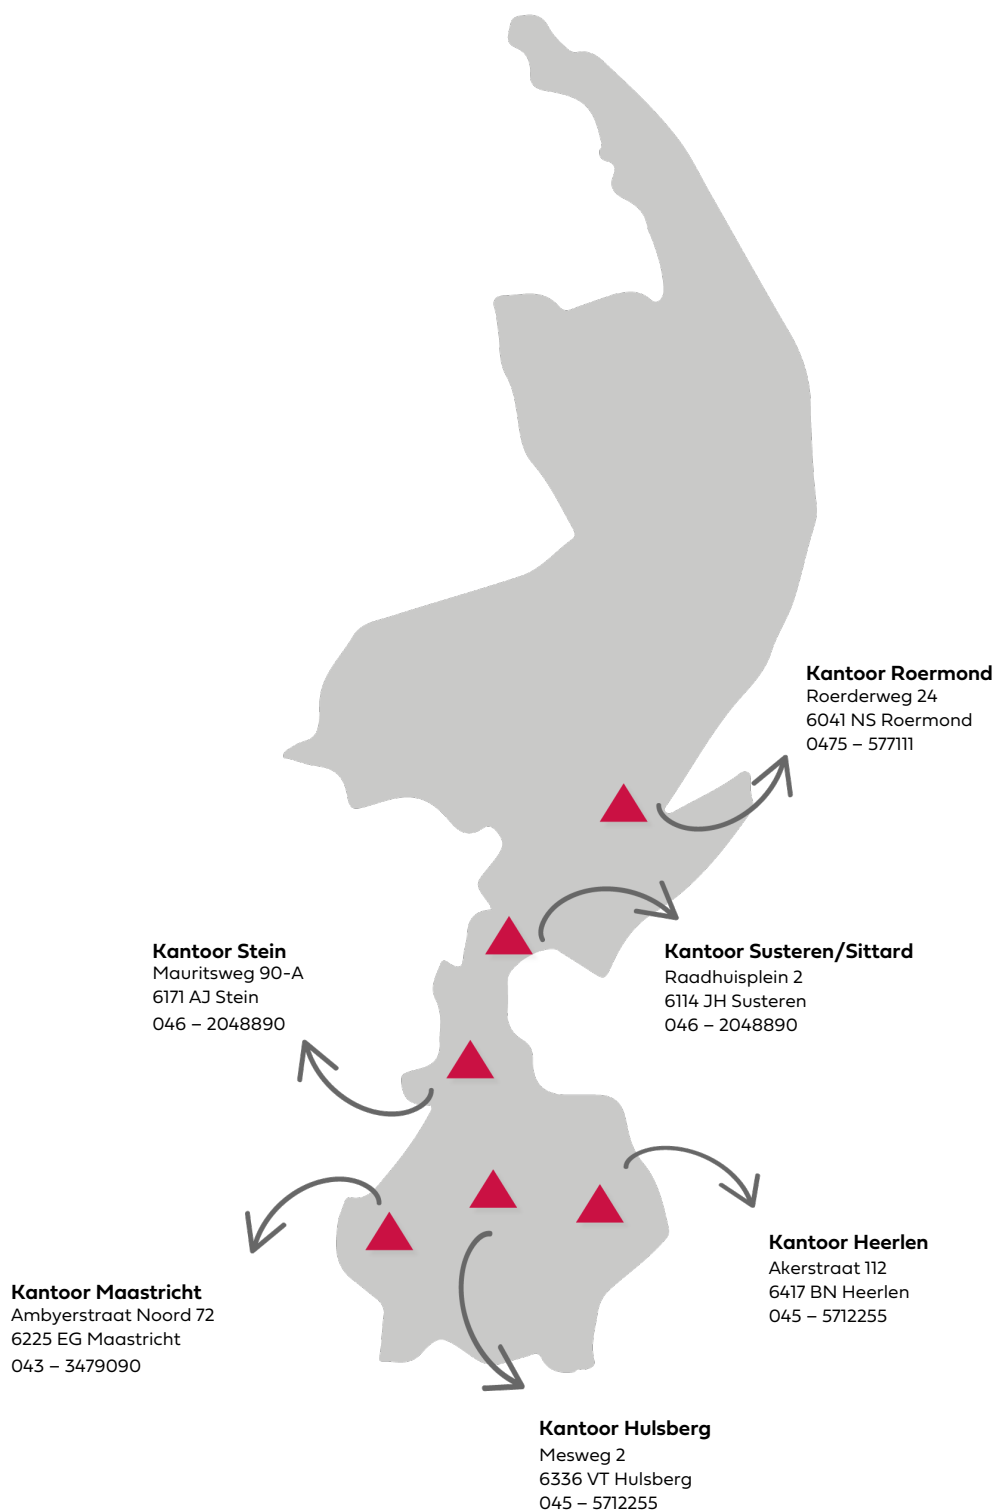 Kantoor Roermond
Roerderweg 24
6041 NS Roermond
0475 – 577111
Kantoor Stein
Mauritsweg 90-A
6171 AJ Stein
046 – 2048890
Kantoor Susteren/Sittard
Raadhuisplein 2
6114 JH Susteren
046 – 2048890
Kantoor Heerlen
Akerstraat 112
6417 BN Heerlen
045 – 5712255
Kantoor Maastricht
Ambyerstraat Noord 72
6225 EG Maastricht
043 – 3479090
Kantoor Hulsberg
Mesweg 2
6336 VT Hulsberg
045 – 5712255